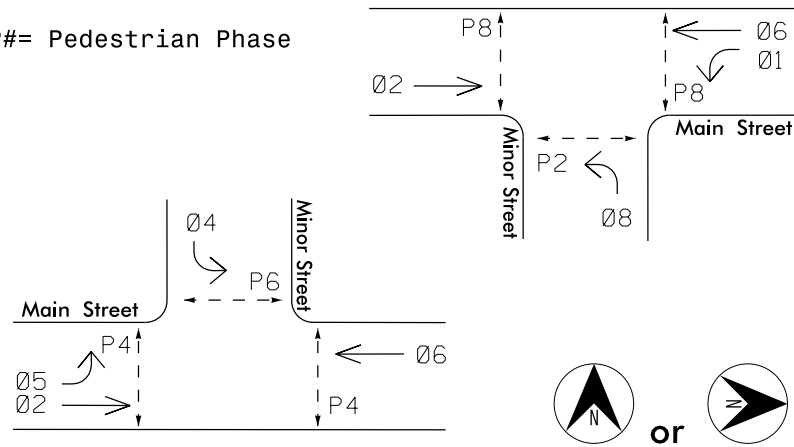 #= Pedestrian Phase
P8
Ø6
Ø1
Ø2
P8
Main Street
Minor Street
P2
Ø8
Ø4
Minor Street
P6
Main Street
P4
Ø6
Ø5
Ø2
P4
N
or
N